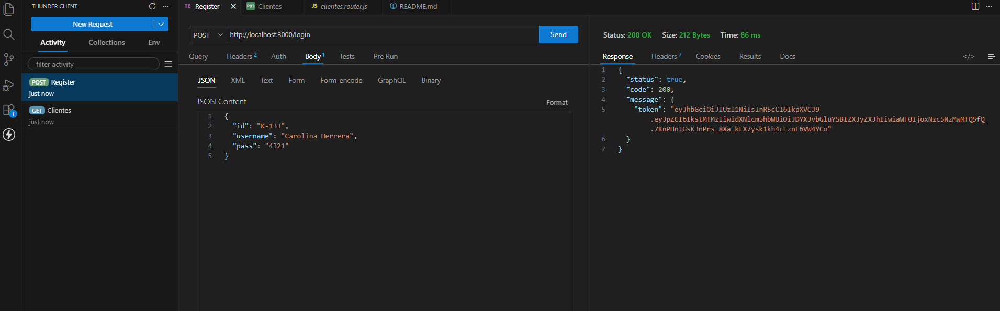 THUNDER CLIENT
New Request
Activity Collections Env
filter activity
POST Register
just now
GET Clientes
just now
1
TC Register
POS Clientes
JS clientes.router.js
README.md
POST http://localhost:3000/login Send
Query Headers 2 Auth Body 1 Tests Pre Run
JSON XML Text Form Form-encode GraphQL Binary
JSON Content Format
1 {
2 "id": "K-133",
3 "username": "Carolina Herrera",
4 "pass": "4321"
5 }
Status: 200 OK Size: 212 Bytes Time: 86 ms
Response Headers 7 Cookies Results Docs </>
1 {
2 "status": true,
3 "code": 200,
4 "message": {
5 "token": "eyJhbGciOiJIUzI1NiIsInR5cCI6IkpXVCJ9
.eyJpZCI6IkstMTMzIiwidXNlcm5hbWUiOiJDYXJvbGluYSBIZXJyZXJhIiwiaWF0IjoxNzc5NzMwMTQ5fQ
.7KnPHntGsK3nPrs_8Xa_kLX7ysk1kh4cEznE6VW4YCo"
6 }
7 }